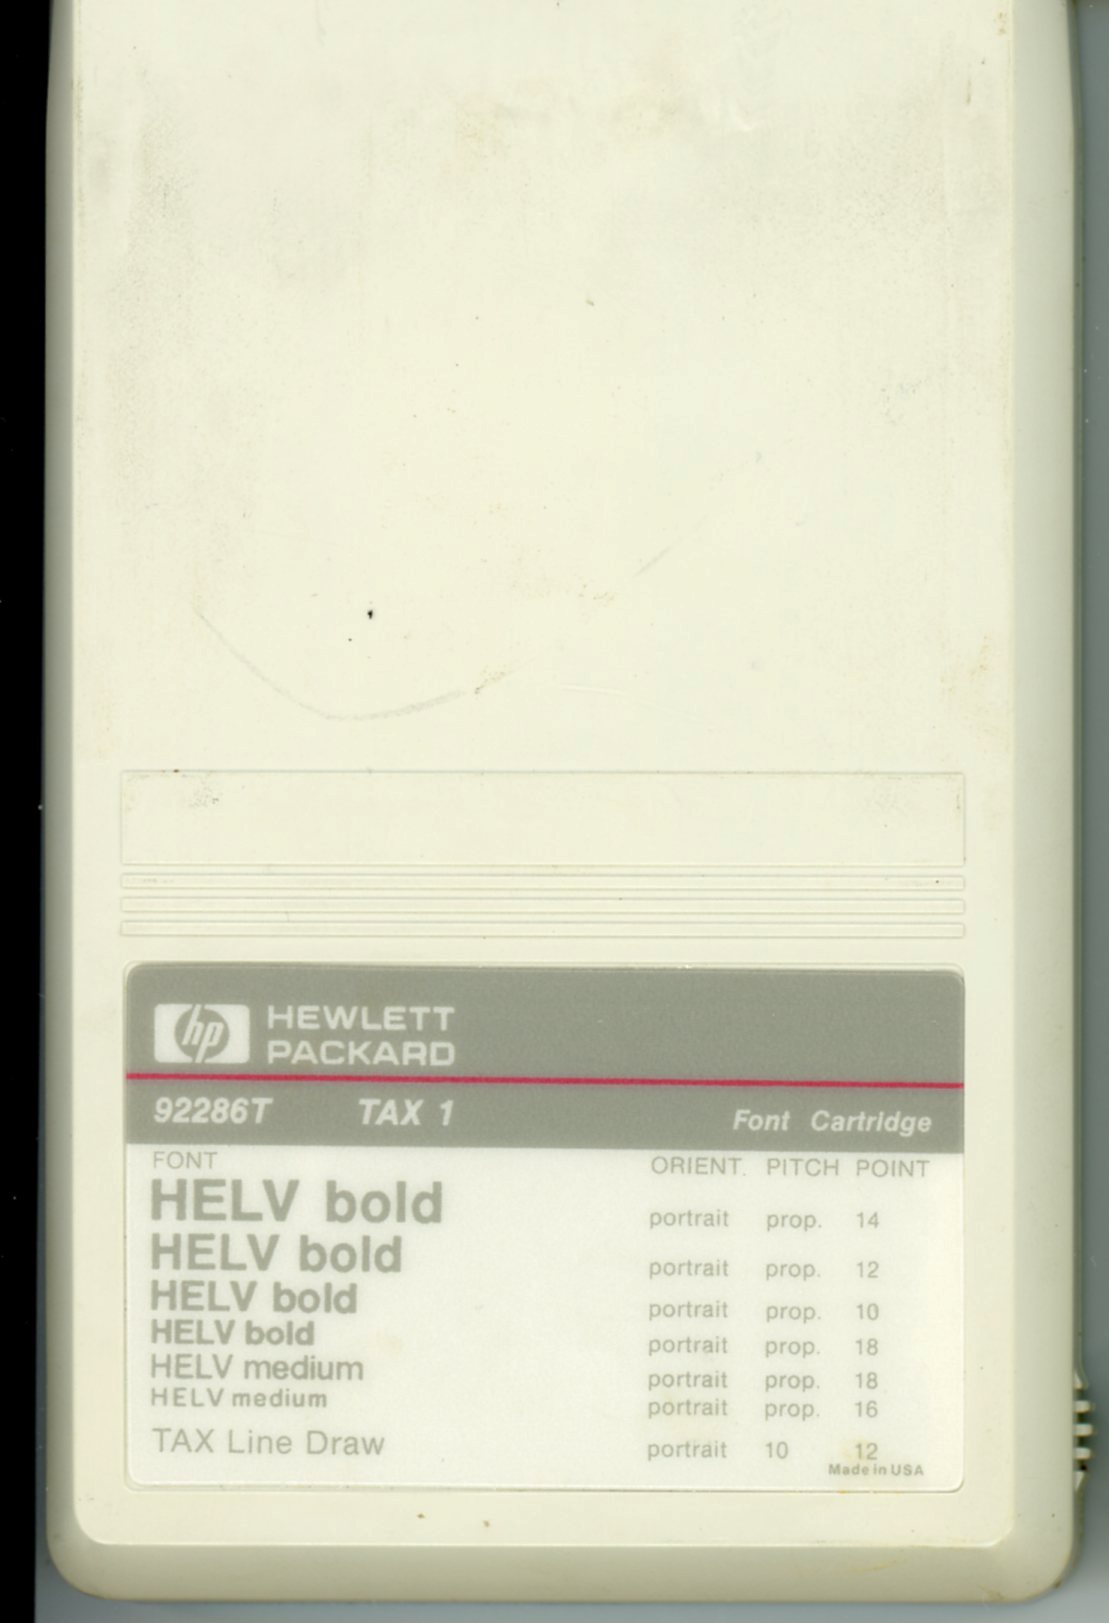 hp HEWLETT
PACKARD
92286T TAX 1 Font Cartridge
FONT ORIENT. PITCH POINT
HELV bold portrait prop. 14
HELV bold portrait prop. 12
HELV bold portrait prop. 10
HELV bold portrait prop. 18
HELV medium portrait prop. 18
HELV medium portrait prop. 16
TAX Line Draw portrait 10 12
Made in USA